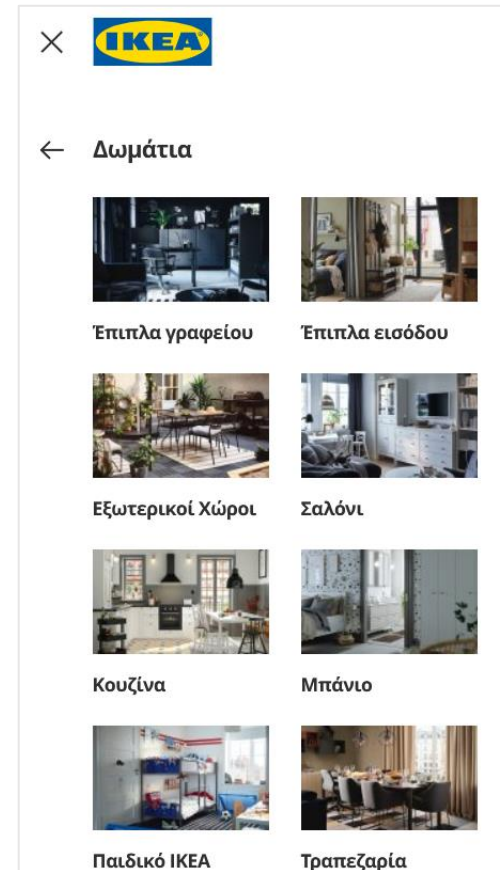 IKEA
Δωμάτια
Έπιπλα γραφείου
Έπιπλα εισόδου
Εξωτερικοί Χώροι
Σαλόνι
Κουζίνα
Μπάνιο
Παιδικό IKEA
Τραπεζαρία